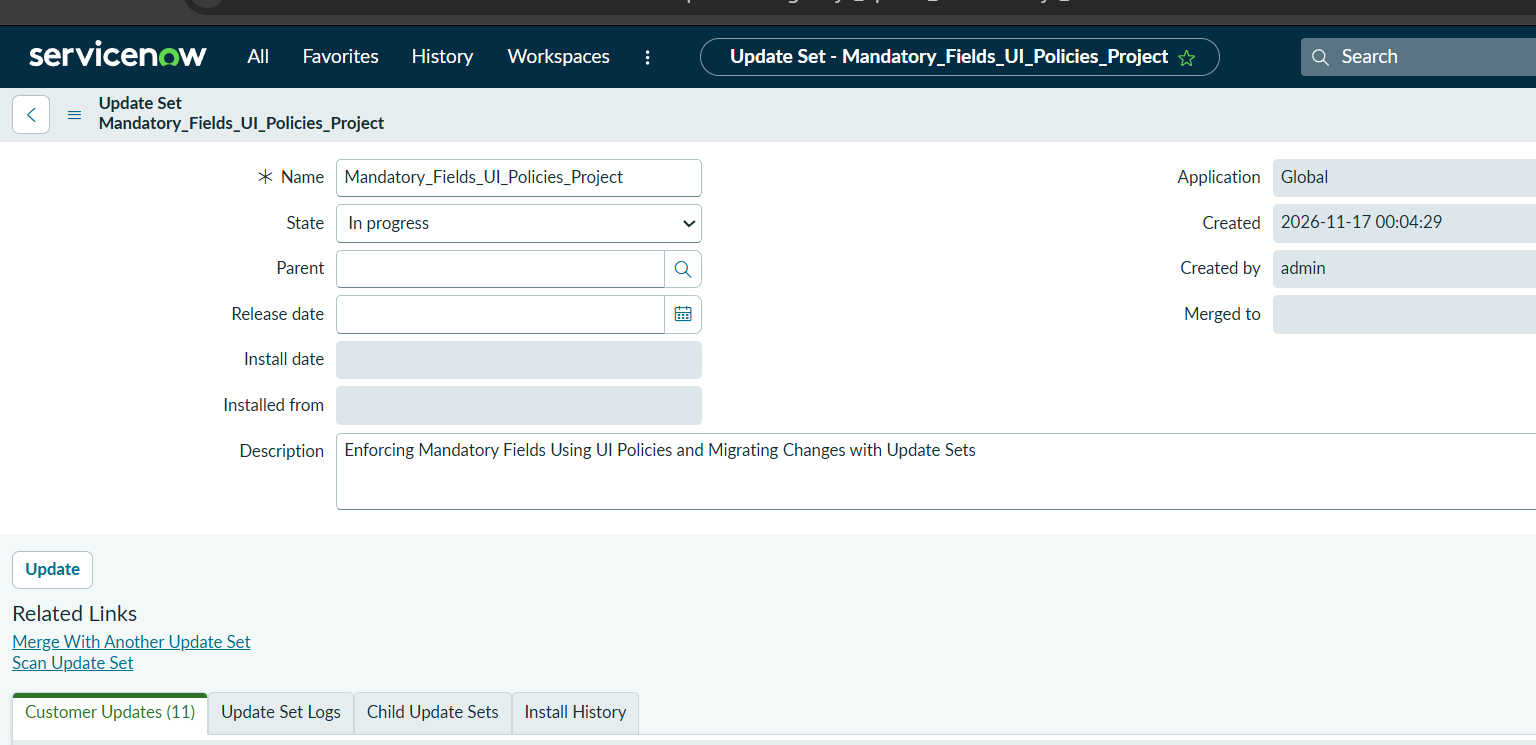 servicenow All Favorites History Workspaces Update Set - Mandatory_Fields_UI_Policies_Project Search
Update Set
Mandatory_Fields_UI_Policies_Project
Name Mandatory_Fields_UI_Policies_Project Application Global
State In progress Created 2026-11-17 00:04:29
Parent Created by admin
Release date Merged to
Install date
Installed from
Description Enforcing Mandatory Fields Using UI Policies and Migrating Changes with Update Sets
Update
Related Links
Merge With Another Update Set
Scan Update Set
Customer Updates (11) Update Set Logs Child Update Sets Install History